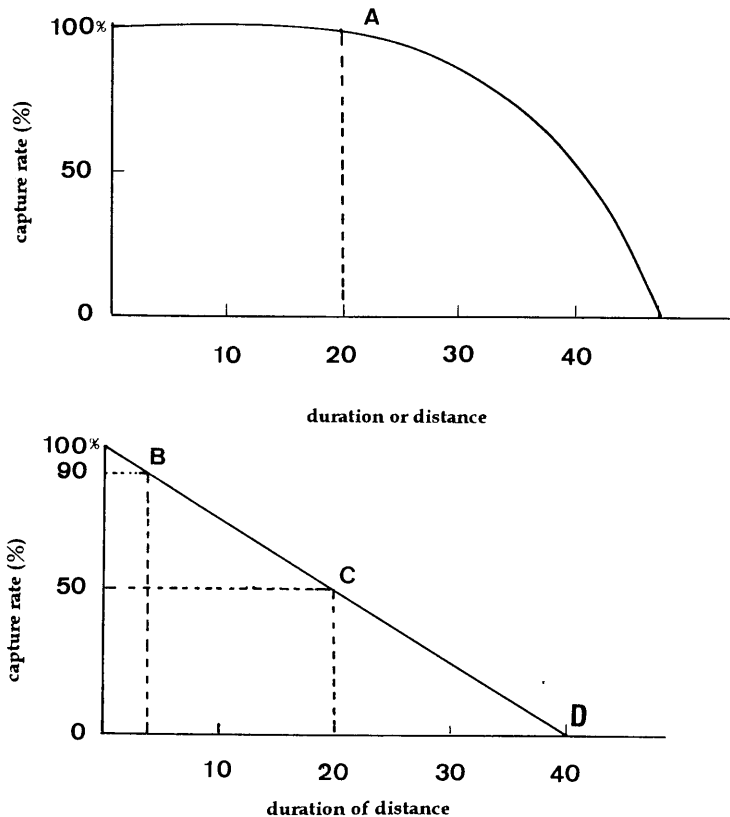 A
100%
capture rate (%)
50
0
10 20 30 40
duration or distance
100%
B
90
capture rate (%)
50
C
0
D
10 20 30 40
duration of distance